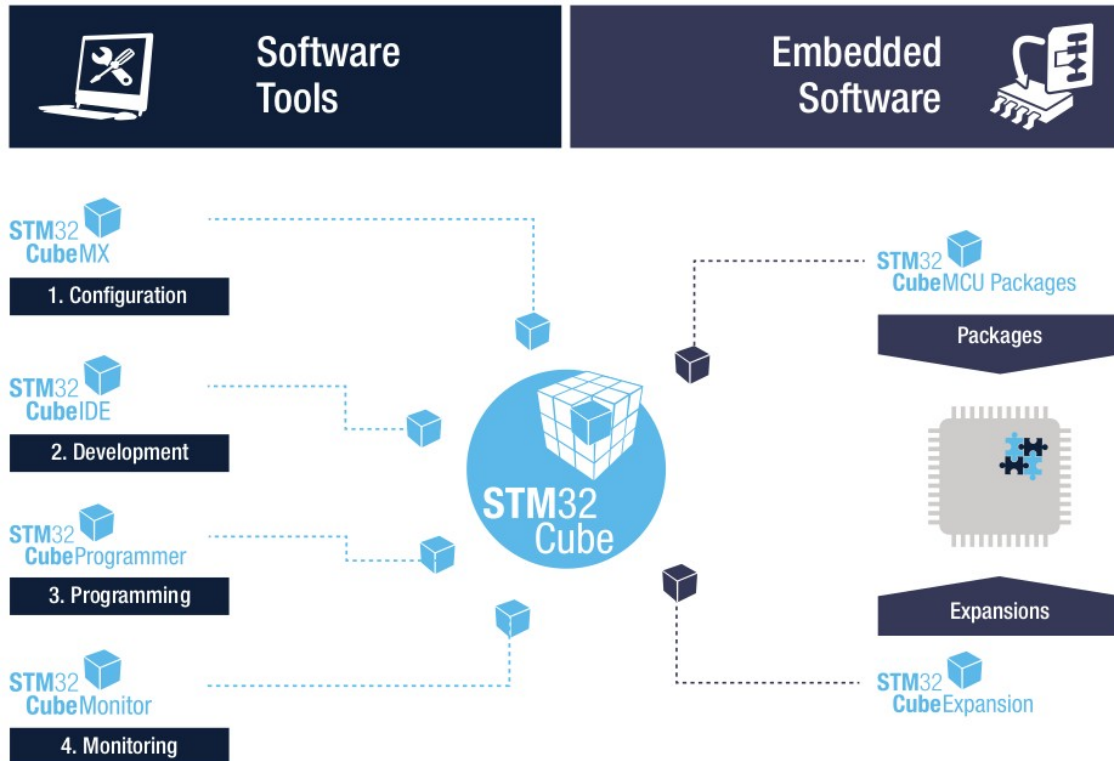 Software
Tools
Embedded
Software
STM32
CubeMX
1. Configuration
STM32
CubeIDE
2. Development
STM32
CubeProgrammer
3. Programming
STM32
CubeMonitor
4. Monitoring
STM32
Cube
STM32
CubeMCU Packages
Packages
Expansions
STM32
CubeExpansion